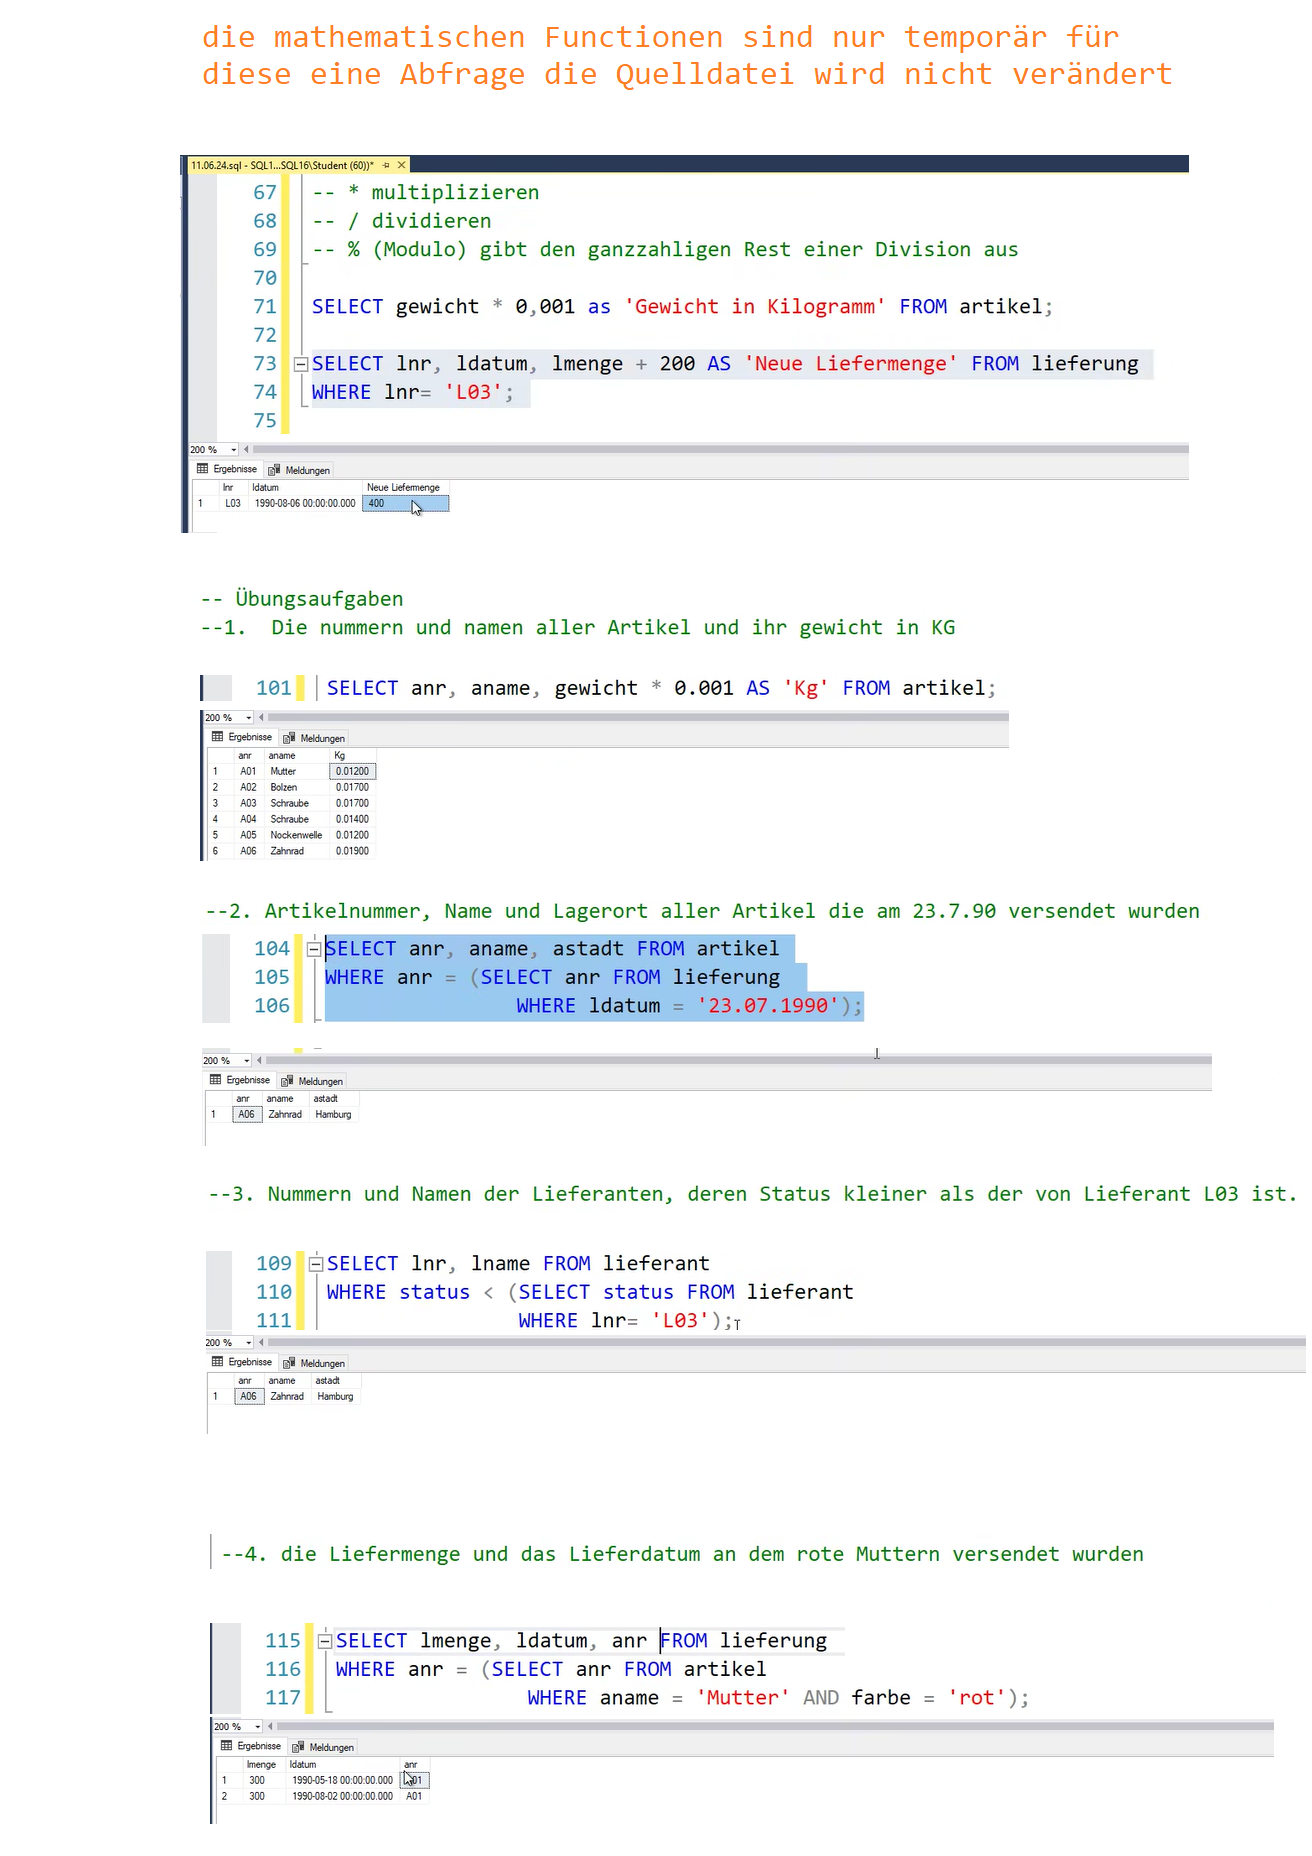 die mathematischen Functionen sind nur temporär für
diese eine Abfrage die Quelldatei wird nicht verändert
11.06.24.sql - SQL1...SQL16\Student (60))*
67 -- * multiplizieren
68 -- / dividieren
69 -- % (Modulo) gibt den ganzzahligen Rest einer Division aus
70
71 SELECT gewicht * 0,001 as 'Gewicht in Kilogramm' FROM artikel;
72
73 SELECT lnr, ldatum, lmenge + 200 AS 'Neue Liefermenge' FROM lieferung
74 WHERE lnr= 'L03';
75
200 %
Ergebnisse Meldungen
lnr ldatum Neue Liefermenge
1 L03 1990-08-06 00:00:00.000 400
-- Übungsaufgaben
--1. Die nummern und namen aller Artikel und ihr gewicht in KG
101 SELECT anr, aname, gewicht * 0.001 AS 'Kg' FROM artikel;
200 %
Ergebnisse Meldungen
anr aname Kg
1 A01 Mutter 0.01200
2 A02 Bolzen 0.01700
3 A03 Schraube 0.01700
4 A04 Schraube 0.01400
5 A05 Nockenwelle 0.01200
6 A06 Zahnrad 0.01900
--2. Artikelnummer, Name und Lagerort aller Artikel die am 23.7.90 versendet wurden
104 SELECT anr, aname, astadt FROM artikel
105 WHERE anr = (SELECT anr FROM lieferung
106 WHERE ldatum = '23.07.1990');
200 %
Ergebnisse Meldungen
anr aname astadt
1 A06 Zahnrad Hamburg
--3. Nummern und Namen der Lieferanten, deren Status kleiner als der von Lieferant L03 ist.
109 SELECT lnr, lname FROM lieferant
110 WHERE status < (SELECT status FROM lieferant
111 WHERE lnr= 'L03');
200 %
Ergebnisse Meldungen
anr aname astadt
1 A06 Zahnrad Hamburg
--4. die Liefermenge und das Lieferdatum an dem rote Muttern versendet wurden
115 SELECT lmenge, ldatum, anr FROM lieferung
116 WHERE anr = (SELECT anr FROM artikel
117 WHERE aname = 'Mutter' AND farbe = 'rot');
200 %
Ergebnisse Meldungen
lmenge ldatum anr
1 300 1990-05-18 00:00:00.000
2 300 1990-08-02 00:00:00.000 A01